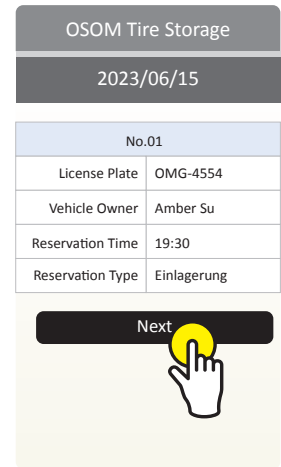 OSOM Tire Storage
2023/06/15
No.01
License Plate OMG-4554
Vehicle Owner Amber Su
Reservation Time 19:30
Reservation Type Einlagerung
Next